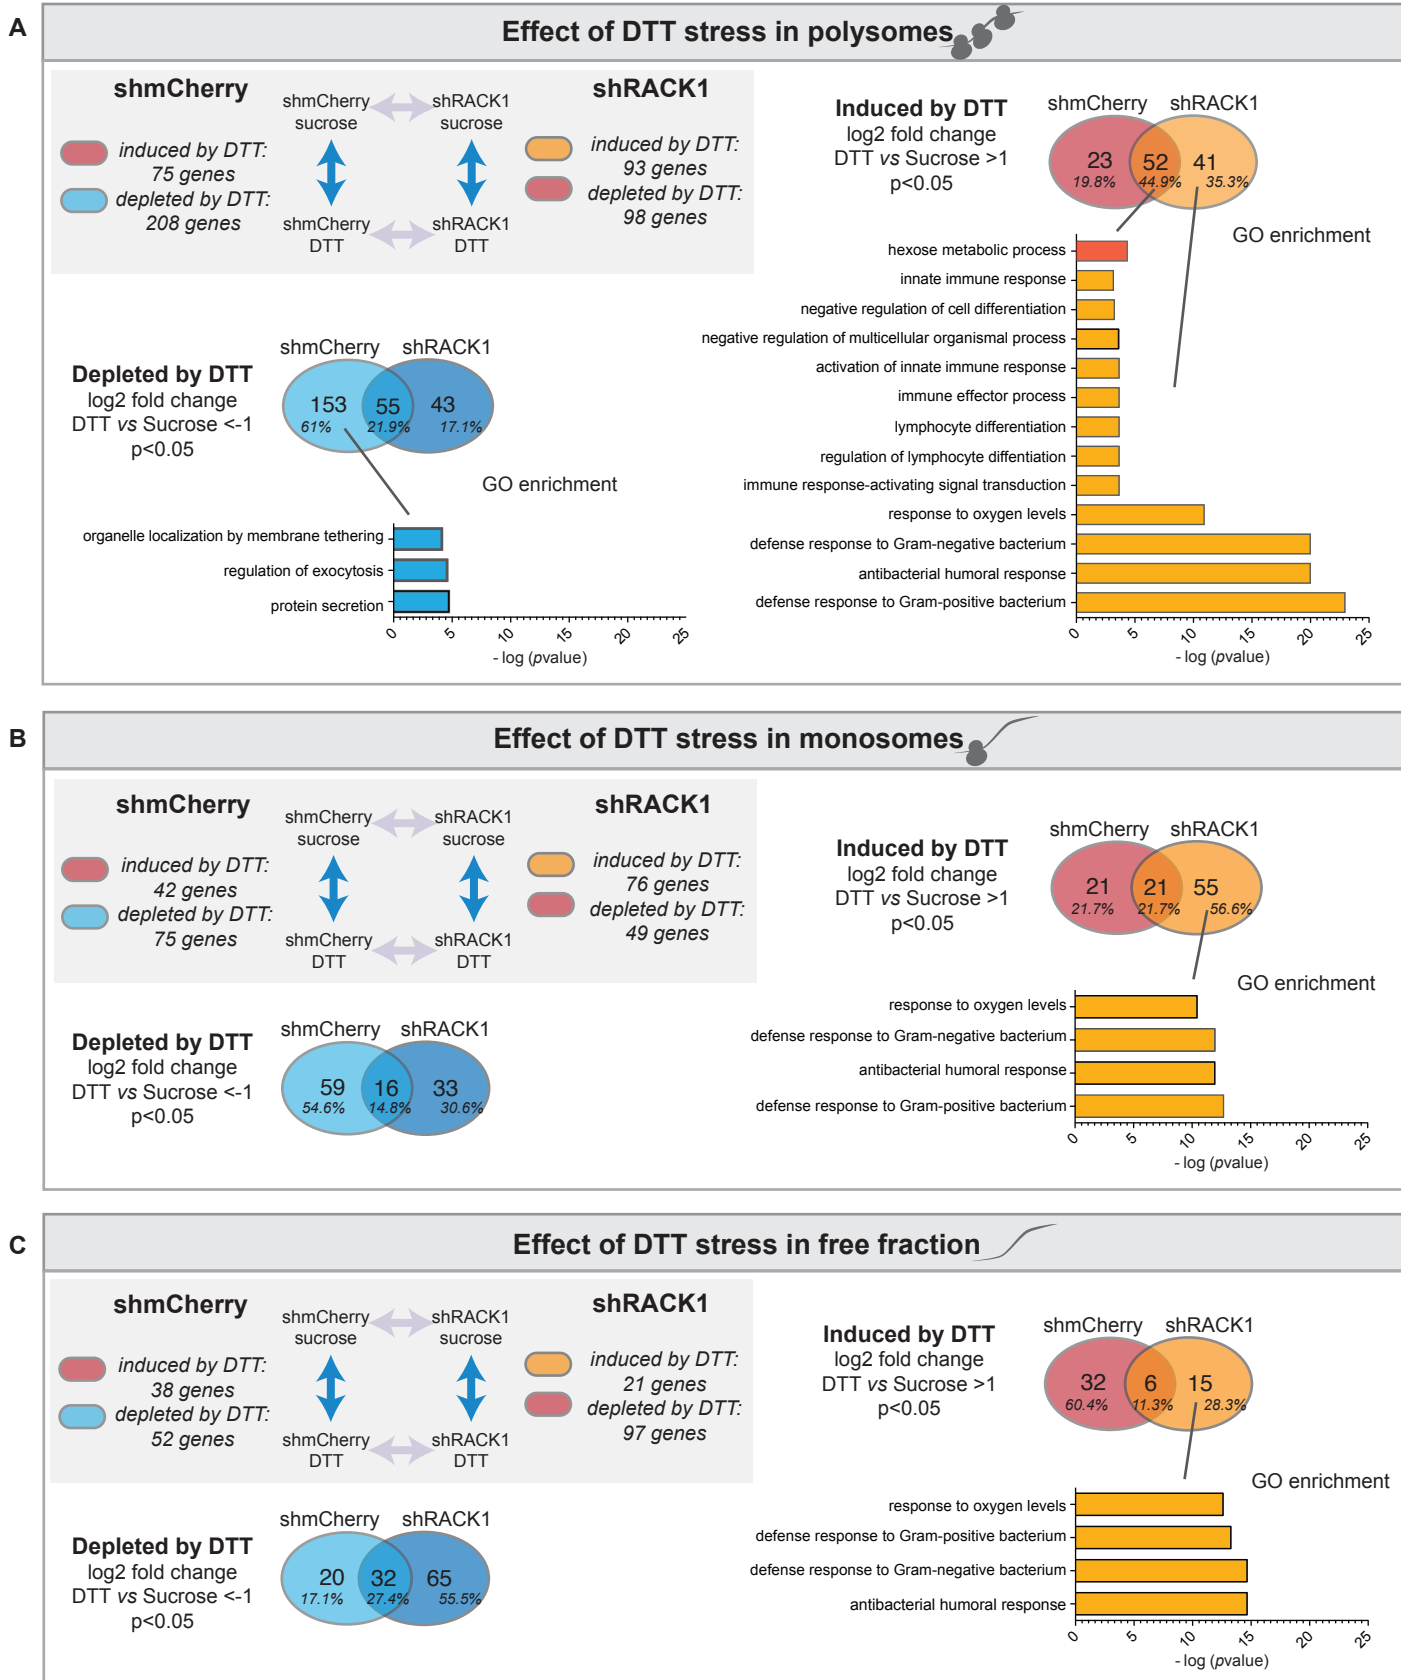 A
Effect of DTT stress in polysomes
shmCherry
induced by DTT:
75 genes
depleted by DTT:
208 genes
shmCherry
sucrose
shRACK1
sucrose
shmCherry
DTT
shRACK1
DTT
shRACK1
induced by DTT:
93 genes
depleted by DTT:
98 genes
Induced by DTT
log2 fold change
DTT vs Sucrose >1
p<0.05
shmCherry
shRACK1
23
19.8%
52
44.9%
41
35.3%
GO enrichment
hexose metabolic process
innate immune response
negative regulation of cell differentiation
negative regulation of multicellular organismal process
activation of innate immune response
immune effector process
lymphocyte differentiation
regulation of lymphocyte diffentiation
immune response-activating signal transduction
response to oxygen levels
defense response to Gram-negative bacterium
antibacterial humoral response
defense response to Gram-positive bacterium
0 5 10 15 20 25
- log (pvalue)
Depleted by DTT
log2 fold change
DTT vs Sucrose <-1
p<0.05
shmCherry
shRACK1
153
61%
55
21.9%
43
17.1%
GO enrichment
organelle localization by membrane tethering
regulation of exocytosis
protein secretion
0 5 10 15 20 25
- log (pvalue)
B
Effect of DTT stress in monosomes
shmCherry
induced by DTT:
42 genes
depleted by DTT:
75 genes
shmCherry
sucrose
shRACK1
sucrose
shmCherry
DTT
shRACK1
DTT
shRACK1
induced by DTT:
76 genes
depleted by DTT:
49 genes
Induced by DTT
log2 fold change
DTT vs Sucrose >1
p<0.05
shmCherry
shRACK1
21
21.7%
21
21.7%
55
56.6%
GO enrichment
response to oxygen levels
defense response to Gram-negative bacterium
antibacterial humoral response
defense response to Gram-positive bacterium
0 5 10 15 20 25
- log (pvalue)
Depleted by DTT
log2 fold change
DTT vs Sucrose <-1
p<0.05
shmCherry
shRACK1
59
54.6%
16
14.8%
33
30.6%
C
Effect of DTT stress in free fraction
shmCherry
induced by DTT:
38 genes
depleted by DTT:
52 genes
shmCherry
sucrose
shRACK1
sucrose
shmCherry
DTT
shRACK1
DTT
shRACK1
induced by DTT:
21 genes
depleted by DTT:
97 genes
Induced by DTT
log2 fold change
DTT vs Sucrose >1
p<0.05
shmCherry
shRACK1
32
60.4%
6
11.3%
15
28.3%
GO enrichment
response to oxygen levels
defense response to Gram-positive bacterium
defense response to Gram-negative bacterium
antibacterial humoral response
0 5 10 15 20 25
- log (pvalue)
Depleted by DTT
log2 fold change
DTT vs Sucrose <-1
p<0.05
shmCherry
shRACK1
20
17.1%
32
27.4%
65
55.5%